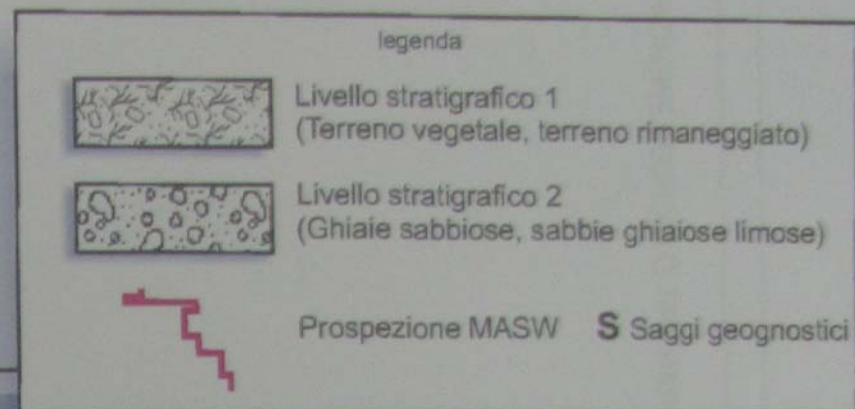 legenda
Livello stratigrafico 1
(Terreno vegetale, terreno rimaneggiato)
Livello stratigrafico 2
(Ghiaie sabbiose, sabbie ghiaiose limose)
Prospezione MASW S Saggi geognostici